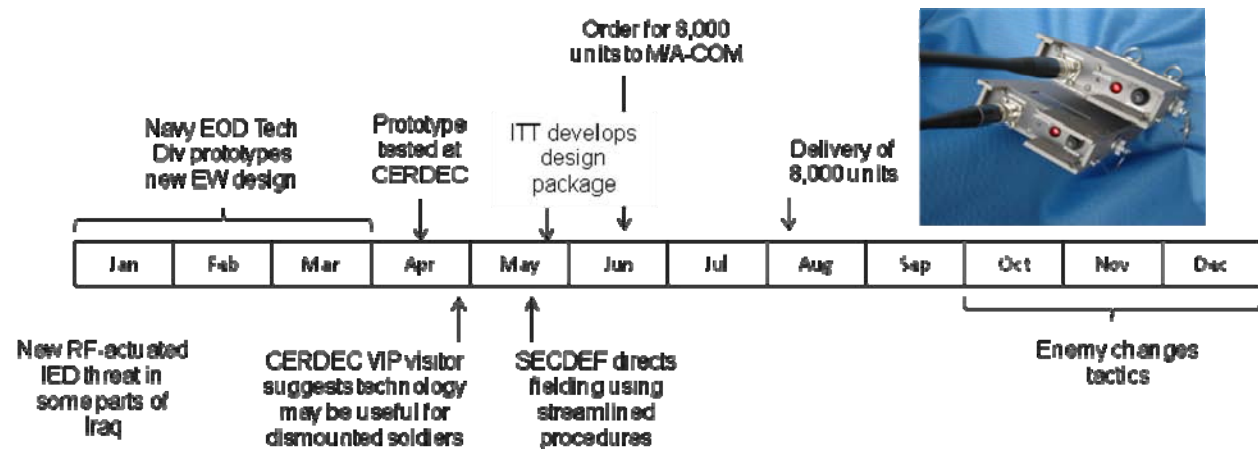 Order for 8,000
units to M/A-COM
Navy EOD Tech
Div prototypes
new EW design
Prototype
tested at
CERDEC
ITT develops
design
package
Delivery of
8,000 units
Jan
Feb
Mar
Apr
May
Jun
Jul
Aug
Sep
Oct
Nov
Dec
New RF-actuated
IED threat in
some parts of
Iraq
CERDEC VIP visitor
suggests technology
may be useful for
dismounted soldiers
SECDEF directs
fielding using
streamlined
procedures
Enemy changes
tactics